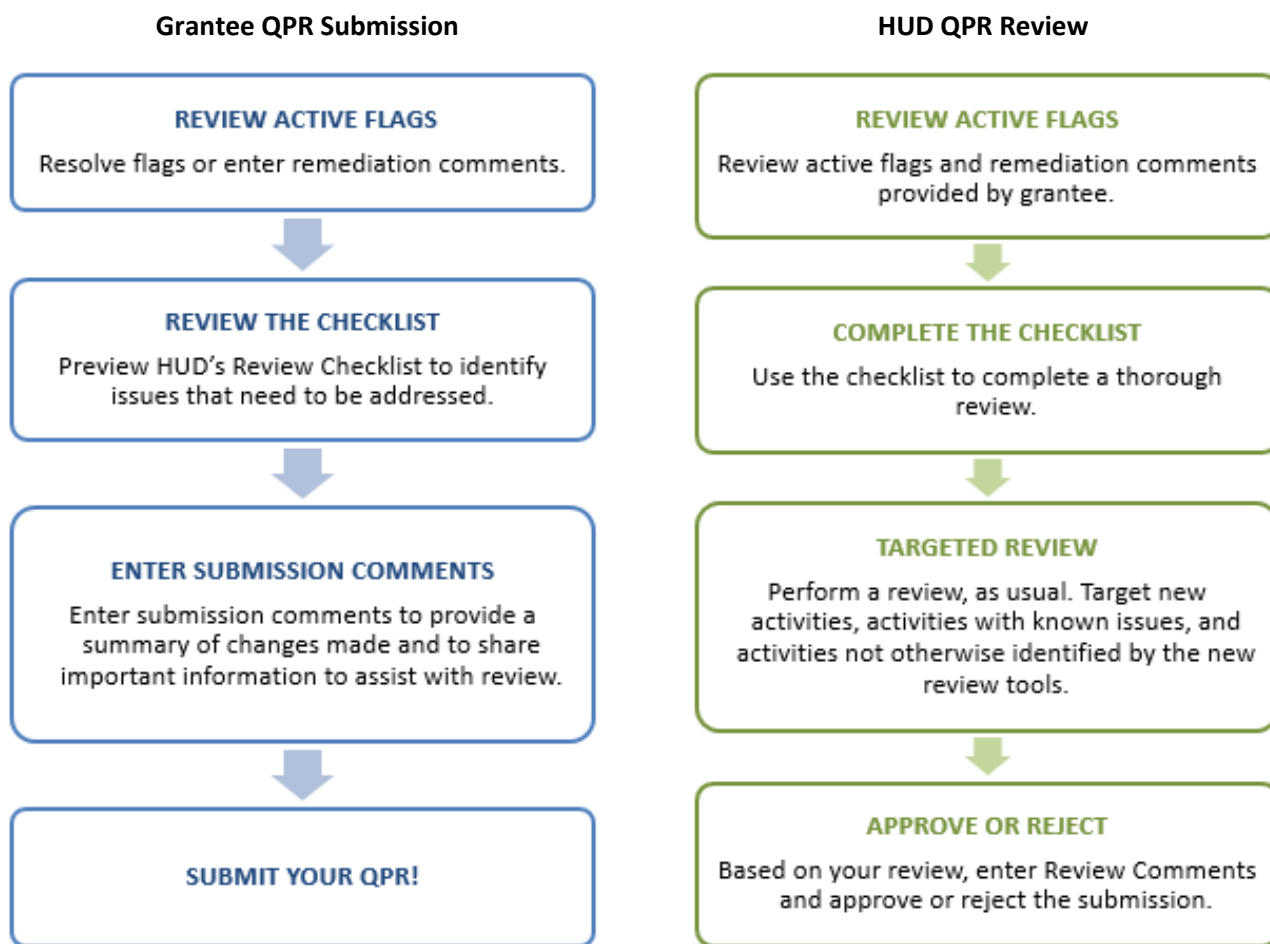 Grantee QPR Submission
REVIEW ACTIVE FLAGS
Resolve flags or enter remediation comments.
REVIEW THE CHECKLIST
Preview HUD's Review Checklist to identify
issues that need to be addressed.
ENTER SUBMISSION COMMENTS
Enter submission comments to provide a
summary of changes made and to share
important information to assist with review.
SUBMIT YOUR QPR!
HUD QPR Review
REVIEW ACTIVE FLAGS
Review active flags and remediation comments
provided by grantee.
COMPLETE THE CHECKLIST
Use the checklist to complete a thorough
review.
TARGETED REVIEW
Perform a review, as usual. Target new
activities, activities with known issues, and
activities not otherwise identified by the new
review tools.
APPROVE OR REJECT
Based on your review, enter Review Comments
and approve or reject the submission.